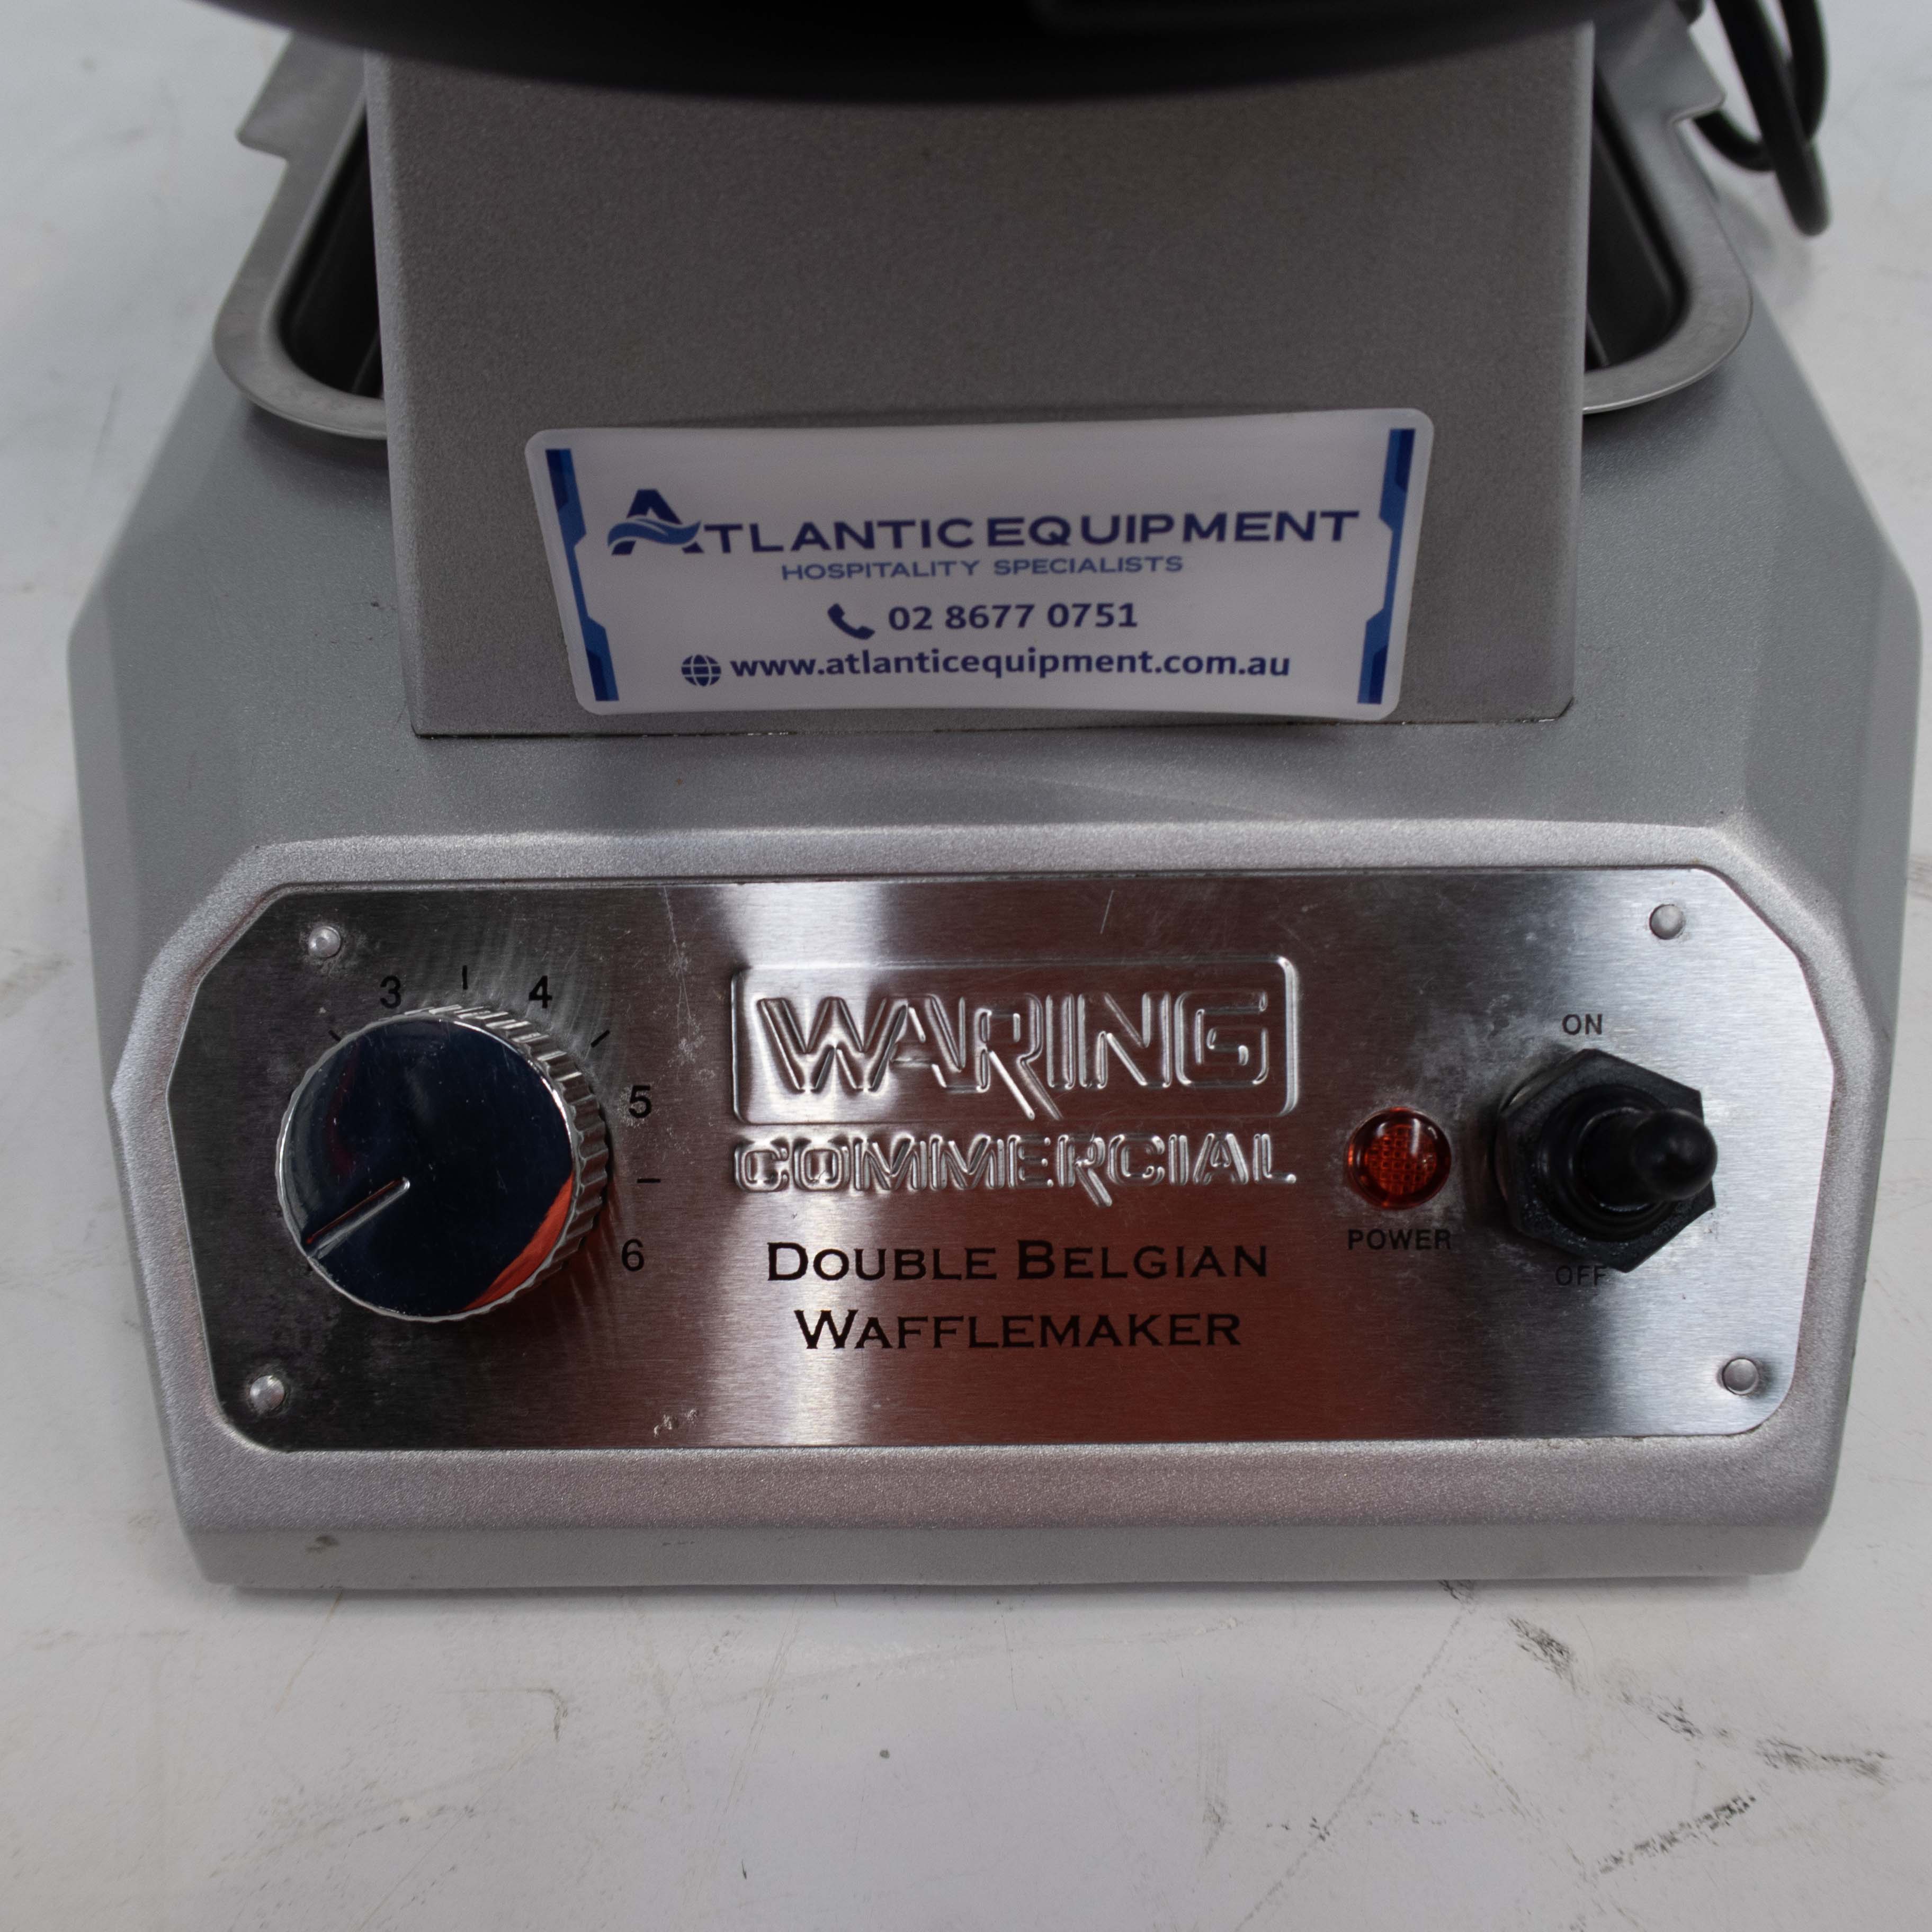 ATLANTIC EQUIPMENT
HOSPITALITY SPECIALISTS
02 8677 0751
www.atlanticequipment.com.au
3
4
5
6
WARING
COMMERCIAL
DOUBLE BELGIAN
WAFFLEMAKER
POWER
ON
OFF